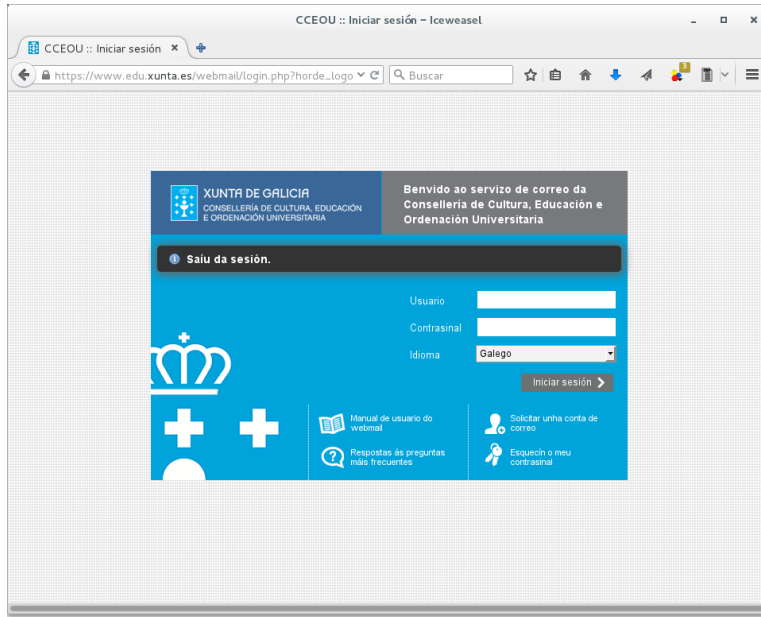 CCEOU :: Iniciar sesión – Iceweasel
CCEOU :: Iniciar sesión
https://www.edu.xunta.es/webmail/login.php?horde_logo
Buscar
3
XUNTA DE GALICIA
CONSELLERÍA DE CULTURA, EDUCACIÓN
E ORDENACIÓN UNIVERSITARIA
Benvido ao servizo de correo da
Consellería de Cultura, Educación e
Ordenación Universitaria
Saíu da sesión.
Usuario
Contrasinal
Idioma
Galego
Iniciar sesión
Manual de usuario do
webmail
Solicitar unha conta de
correo
Respostas ás preguntas
máis frecuentes
Esquecín o meu
contrasinal